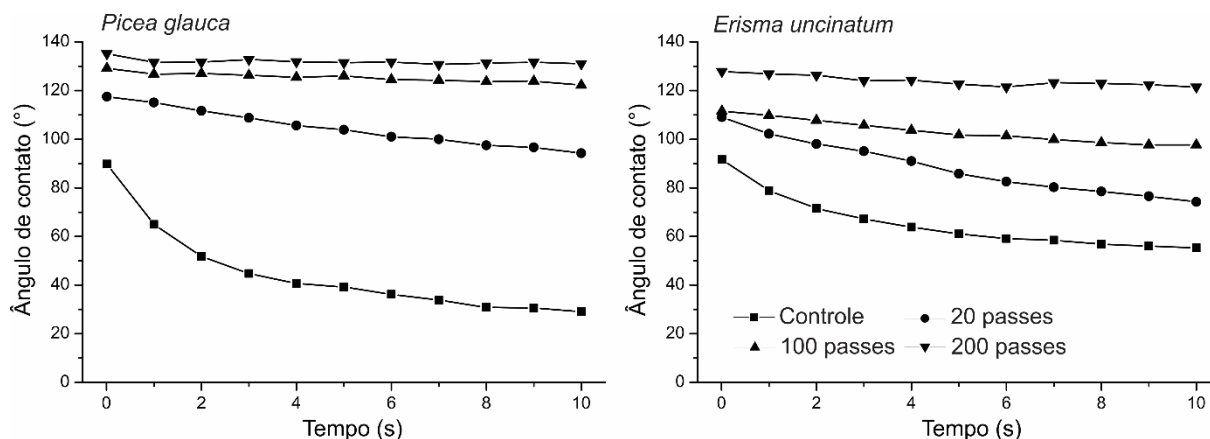 Picea glauca
Ângulo de contato (°)
140
120
100
80
60
40
20
0
0 2 4 6 8 10
Tempo (s)
Erisma uncinatum
Ângulo de contato (°)
140
120
100
80
60
40
20
0
Controle 20 passes
100 passes 200 passes
0 2 4 6 8 10
Tempo (s)